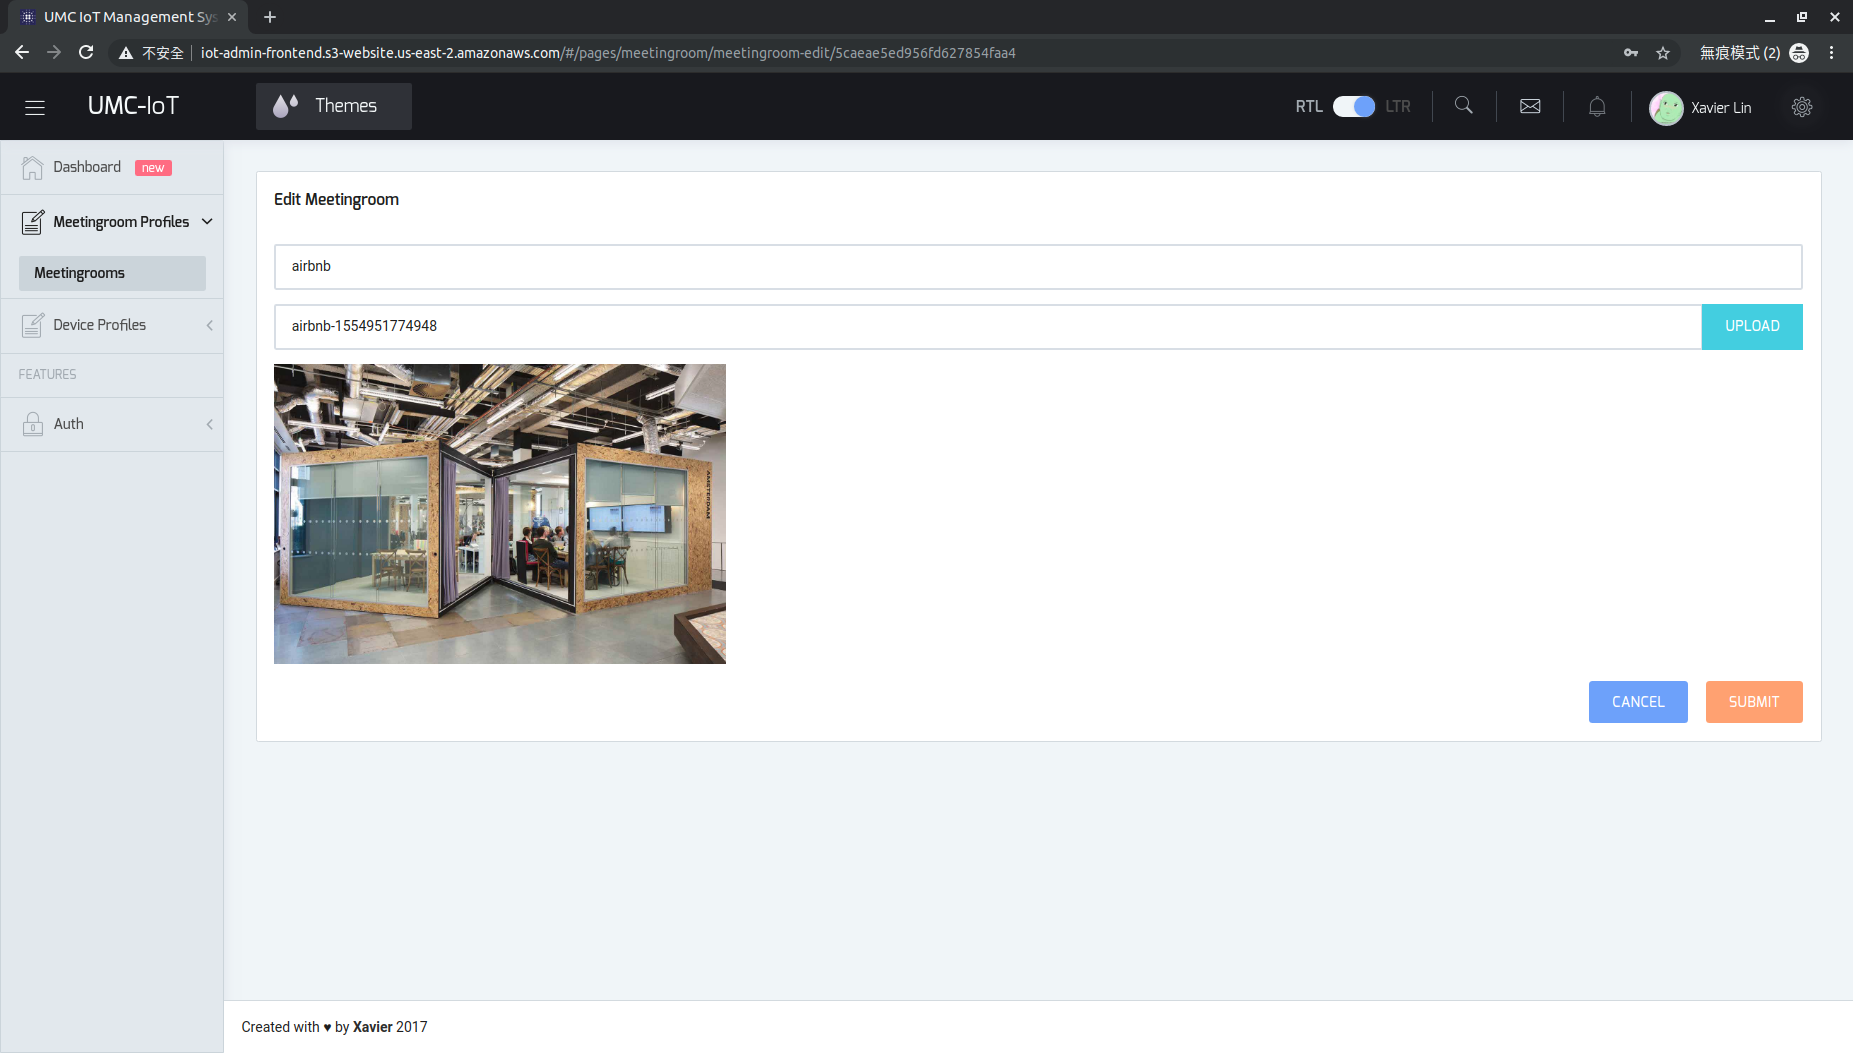 UMC IoT Management Sys
不安全
iot-admin-frontend.s3-website.us-east-2.amazonaws.com/#/pages/meetingroom/meetingroom-edit/5caeae5ed956fd627854faa4
無痕模式 (2)
UMC-IoT
Themes
RTL
LTR
Xavier Lin
Dashboard
new
Meetingroom Profiles
Meetingrooms
Device Profiles
FEATURES
Auth
Edit Meetingroom
airbnb
airbnb-1554951774948
UPLOAD
AMSTERDAM
CANCEL
SUBMIT
Created with ♥ by Xavier 2017